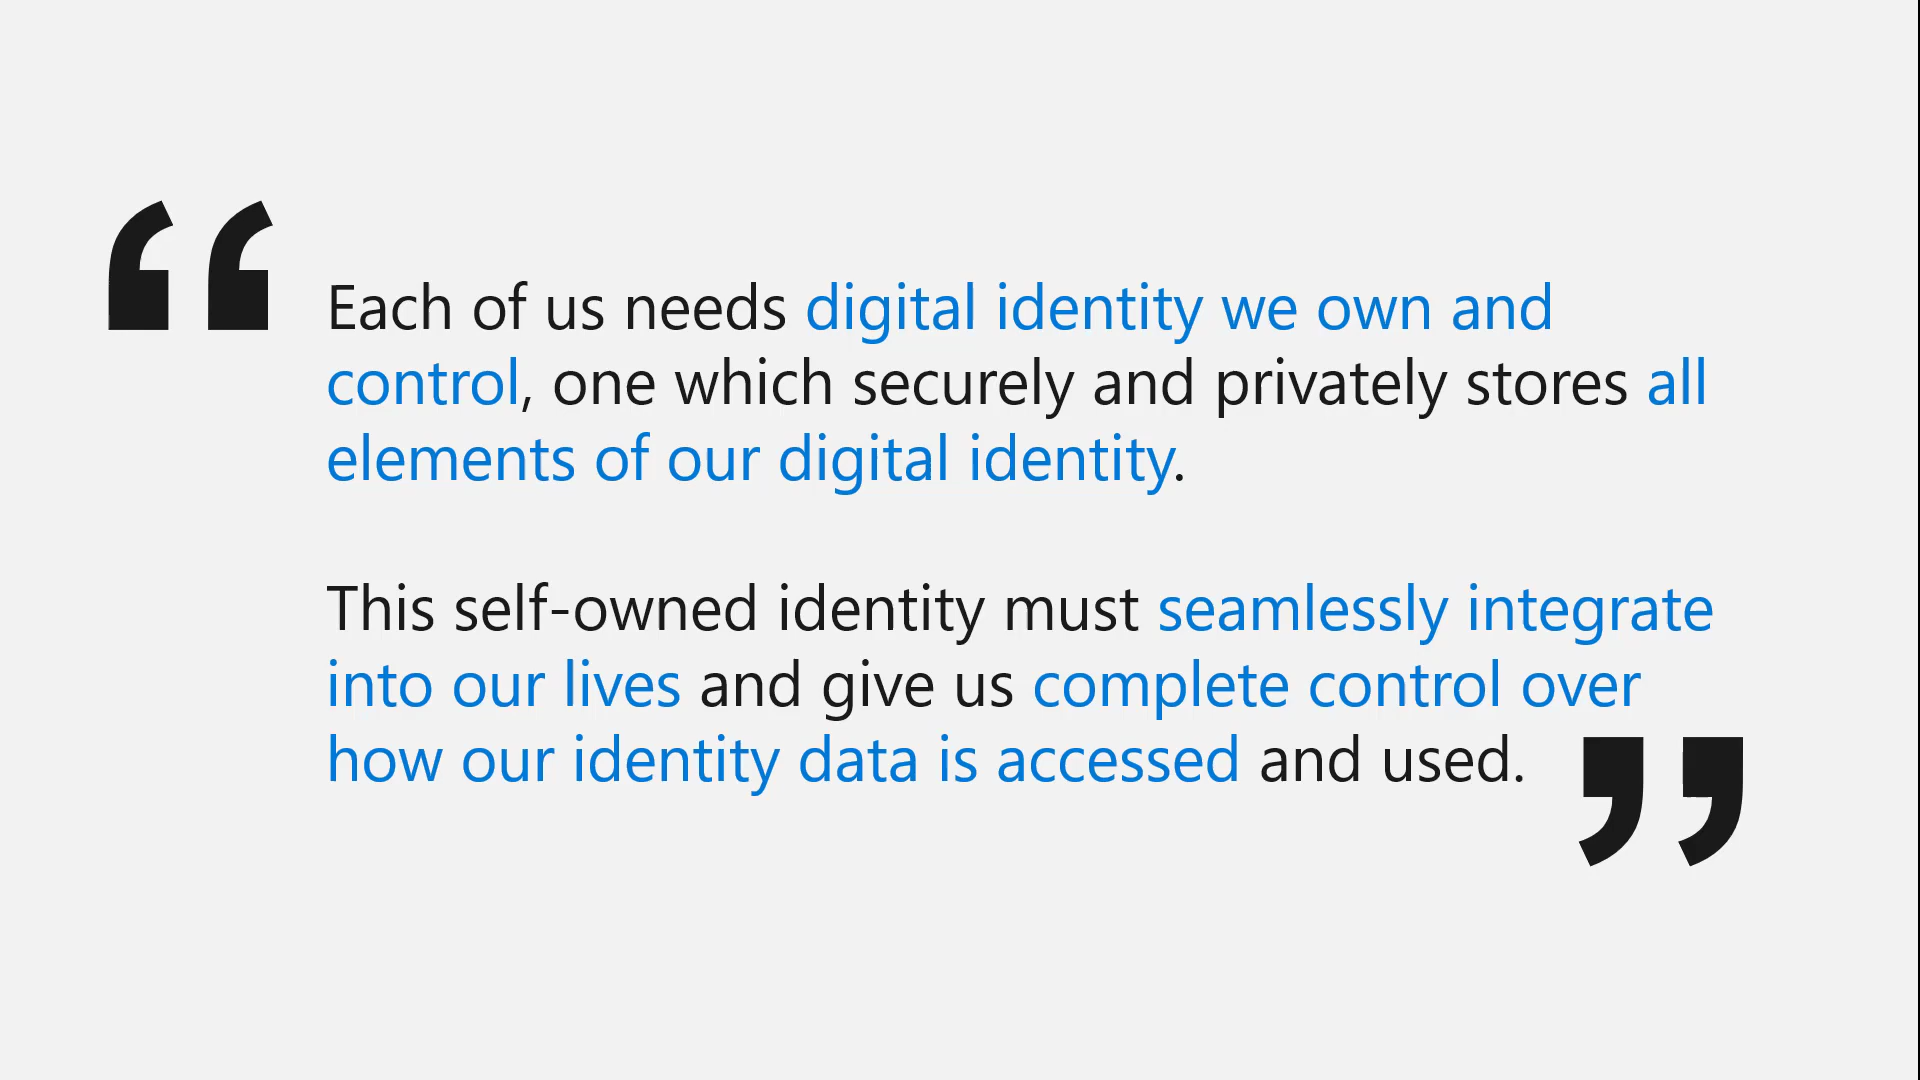 “
Each of us needs digital identity we own and
control, one which securely and privately stores all
elements of our digital identity.
This self-owned identity must seamlessly integrate
into our lives and give us complete control over
how our identity data is accessed and used.
”